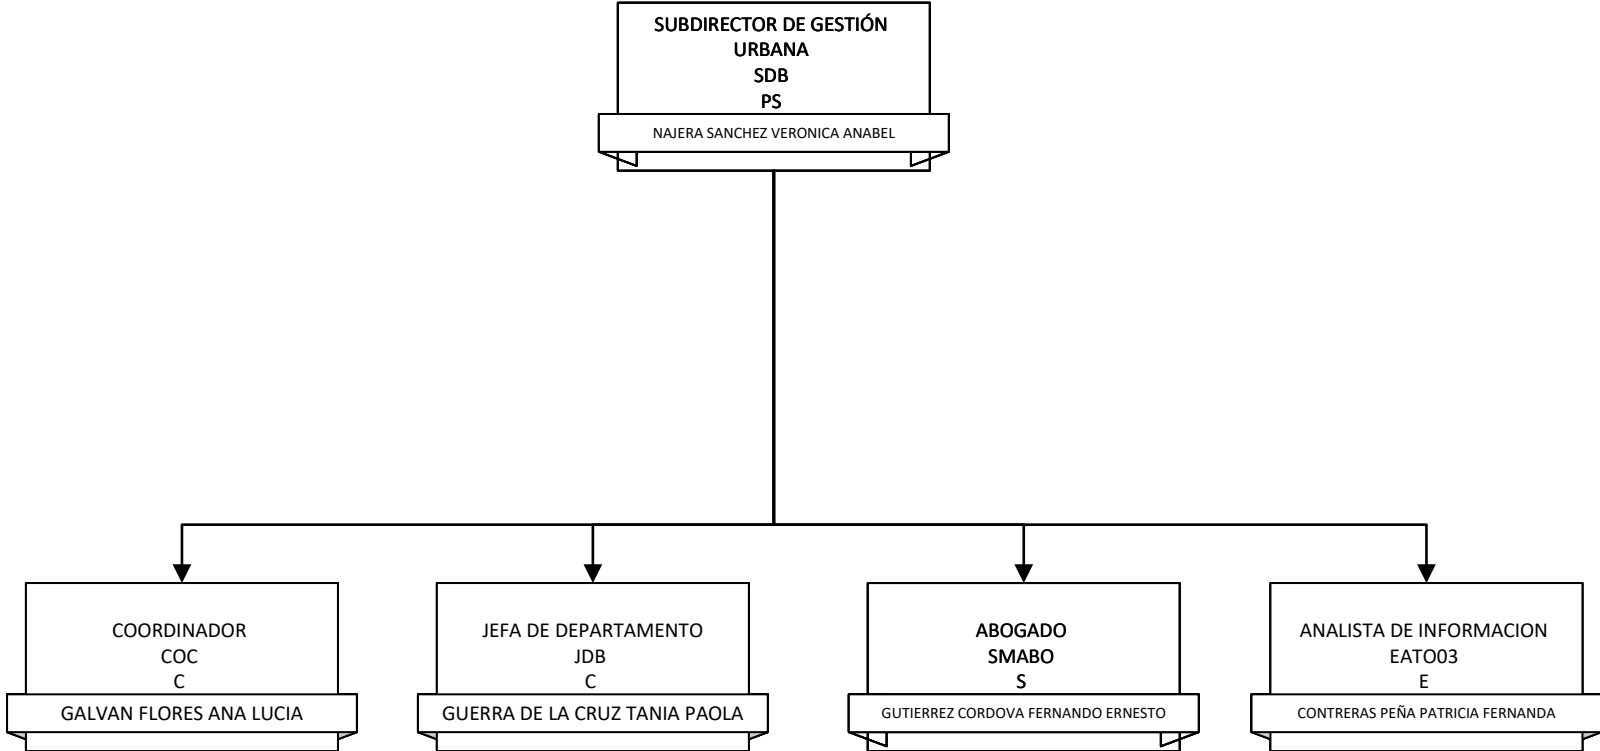 SUBDIRECTOR DE GESTIÓN
URBANA
SDB
PS
NAJERA SANCHEZ VERONICA ANABEL
COORDINADOR
COC
C
GALVAN FLORES ANA LUCIA
JEFA DE DEPARTAMENTO
JDB
C
GUERRA DE LA CRUZ TANIA PAOLA
ABOGADO
SMABO
S
GUTIERREZ CORDOVA FERNANDO ERNESTO
ANALISTA DE INFORMACION
EATO03
E
CONTRERAS PEÑA PATRICIA FERNANDA